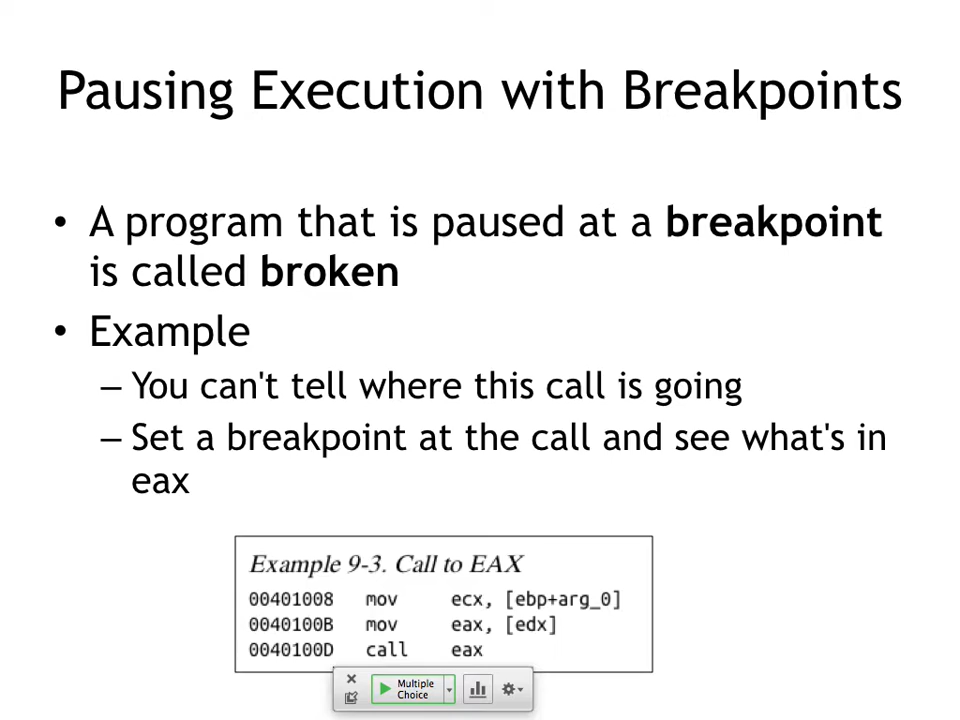 Pausing Execution with Breakpoints
• A program that is paused at a breakpoint
is called broken
• Example
– You can't tell where this call is going
– Set a breakpoint at the call and see what's in
eax
Example 9-3. Call to EAX
00401008 mov ecx, [ebp+arg_0]
0040100B mov eax, [edx]
0040100D call eax
Multiple
Choice